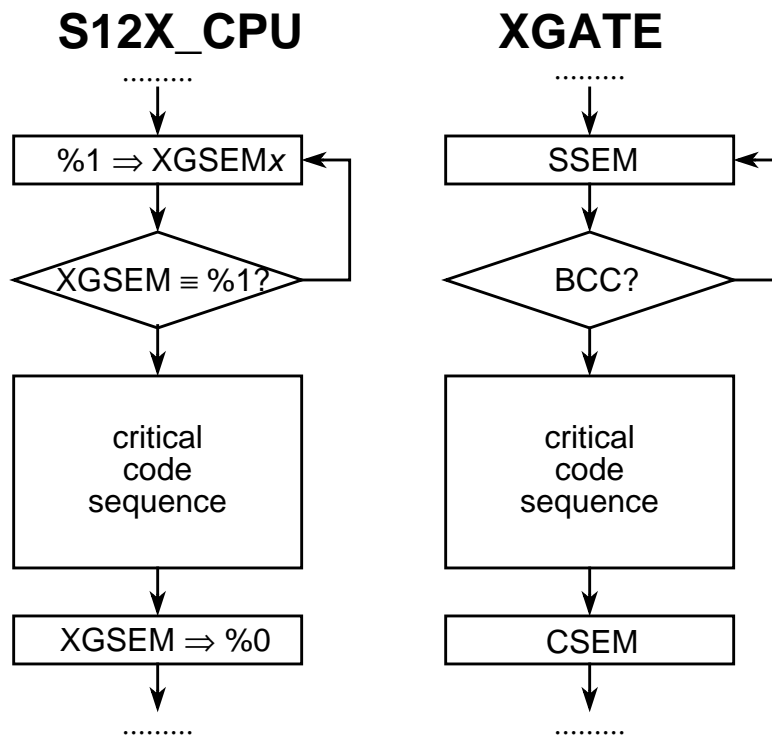 S12X_CPU
.........
%1 ⇒ XGSEMx
XGSEM ≡ %1?
critical
code
sequence
XGSEM ⇒ %0
.........
XGATE
.........
SSEM
BCC?
critical
code
sequence
CSEM
.........